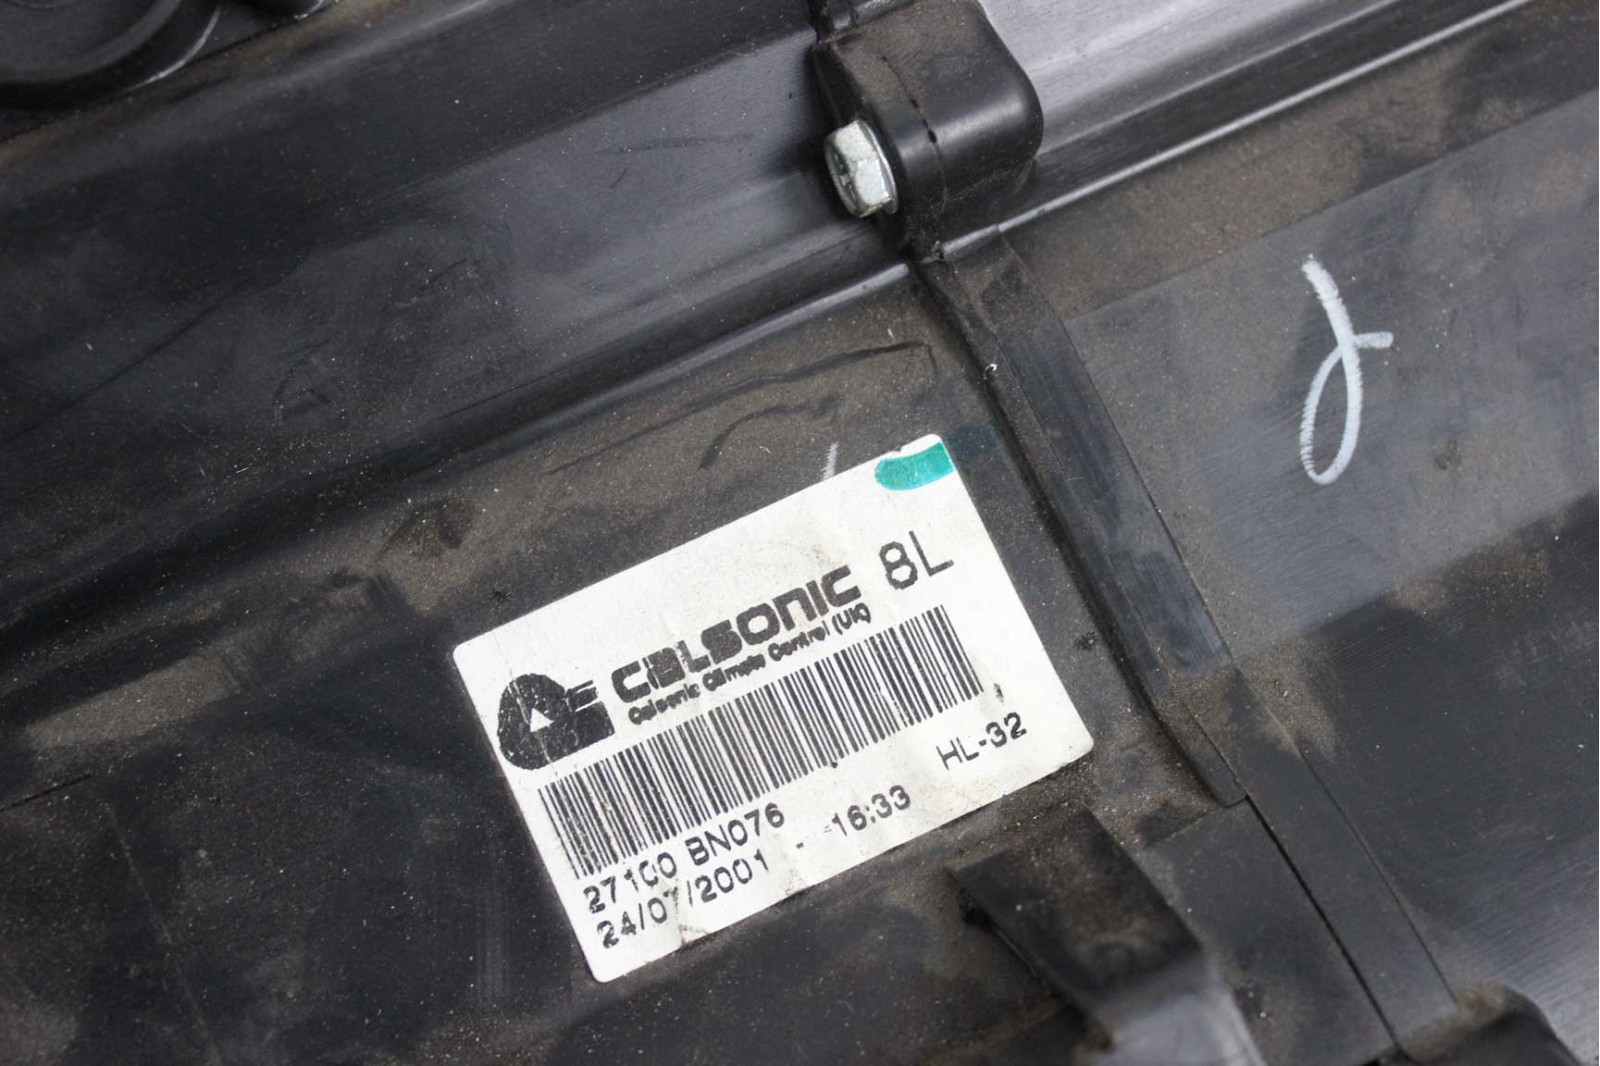 CALSONIC 8L
Calsonic Climate Control (UK)
27100 BN076 HL-32
24/07/2001 - 16:33